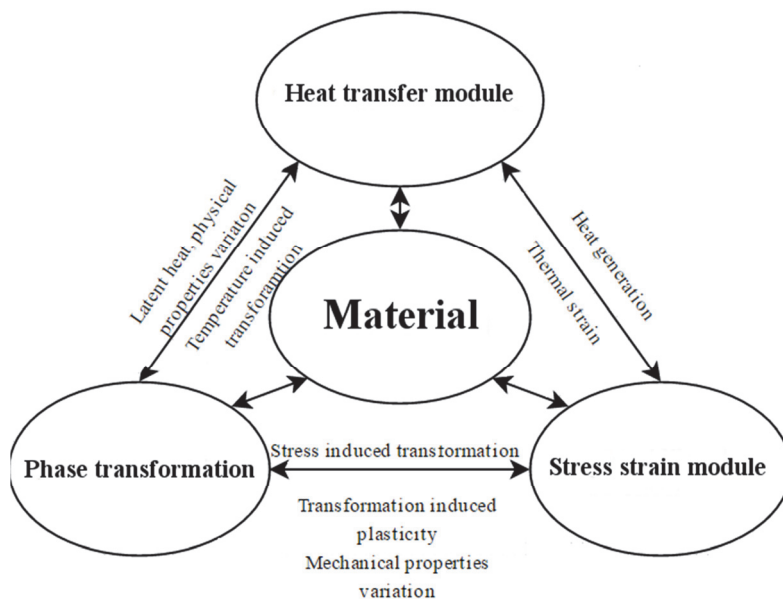 Heat transfer module
Latent heat, physical
properties variaton
Temperature induced
transforamtion
Heat generation
Thermal strain
Material
Phase transformation
Stress induced transformation
Stress strain module
Transformation induced
plasticity
Mechanical properties
variation